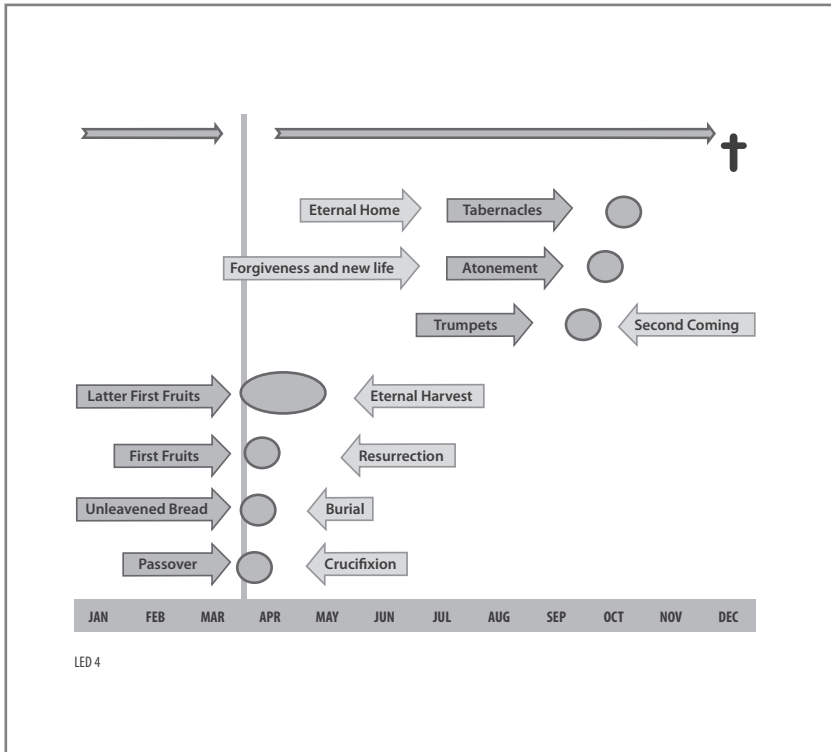 Eternal Home Tabernacles
Forgiveness and new life Atonement
Trumpets Second Coming
Latter First Fruits Eternal Harvest
First Fruits Resurrection
Unleavened Bread Burial
Passover Crucifixion
JAN FEB MAR APR MAY JUN JUL AUG SEP OCT NOV DEC
LED 4